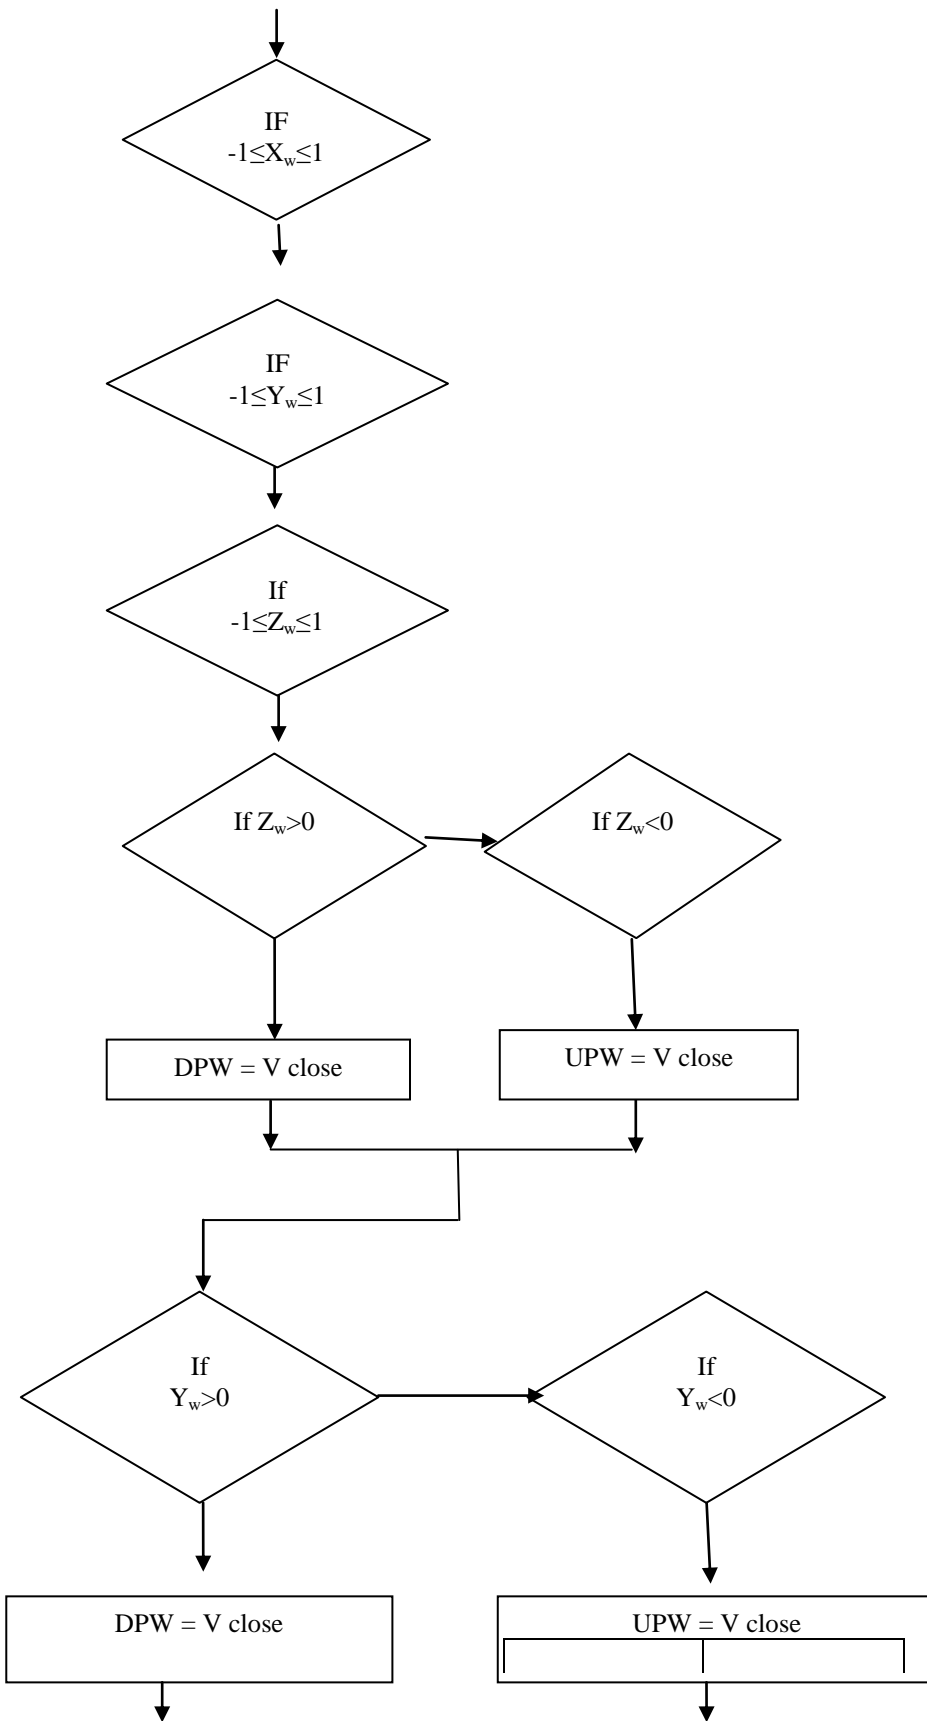 IF
-1≤Xw≤1
IF
-1≤Yw≤1
If
-1≤Zw≤1
If Zw>0
If Zw<0
DPW = V close
UPW = V close
If
Yw>0
If
Yw<0
DPW = V close
UPW = V close